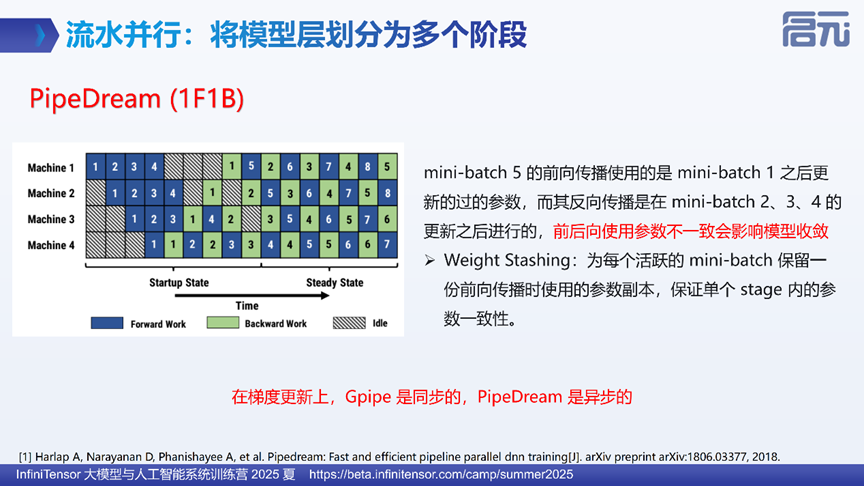 流水并行：将模型层划分为多个阶段
启元
PipeDream (1F1B)
Machine 1 1 2 3 4 1 5 2 6 3 7 4 8 5
Machine 2 1 2 3 4 1 2 5 3 6 4 7 5 8
Machine 3 1 2 3 1 4 2 3 5 4 6 5 7 6
Machine 4 1 1 2 2 3 3 4 4 5 5 6 6 7
Startup State Steady State
Time
Forward Work Backward Work Idle
mini-batch 5 的前向传播使用的是 mini-batch 1 之后更
新的过的参数，而其反向传播是在 mini-batch 2、3、4 的
更新之后进行的，前后向使用参数不一致会影响模型收敛
➢ Weight Stashing：为每个活跃的 mini-batch 保留一
份前向传播时使用的参数副本，保证单个 stage 内的参
数一致性。
在梯度更新上，Gpipe 是同步的，PipeDream 是异步的
[1] Harlap A, Narayanan D, Phanishayee A, et al. Pipedream: Fast and efficient pipeline parallel dnn training[J]. arXiv preprint arXiv:1806.03377, 2018.
InfiniTensor 大模型与人工智能系统训练营 2025 夏 https://beta.infinitensor.com/camp/summer2025